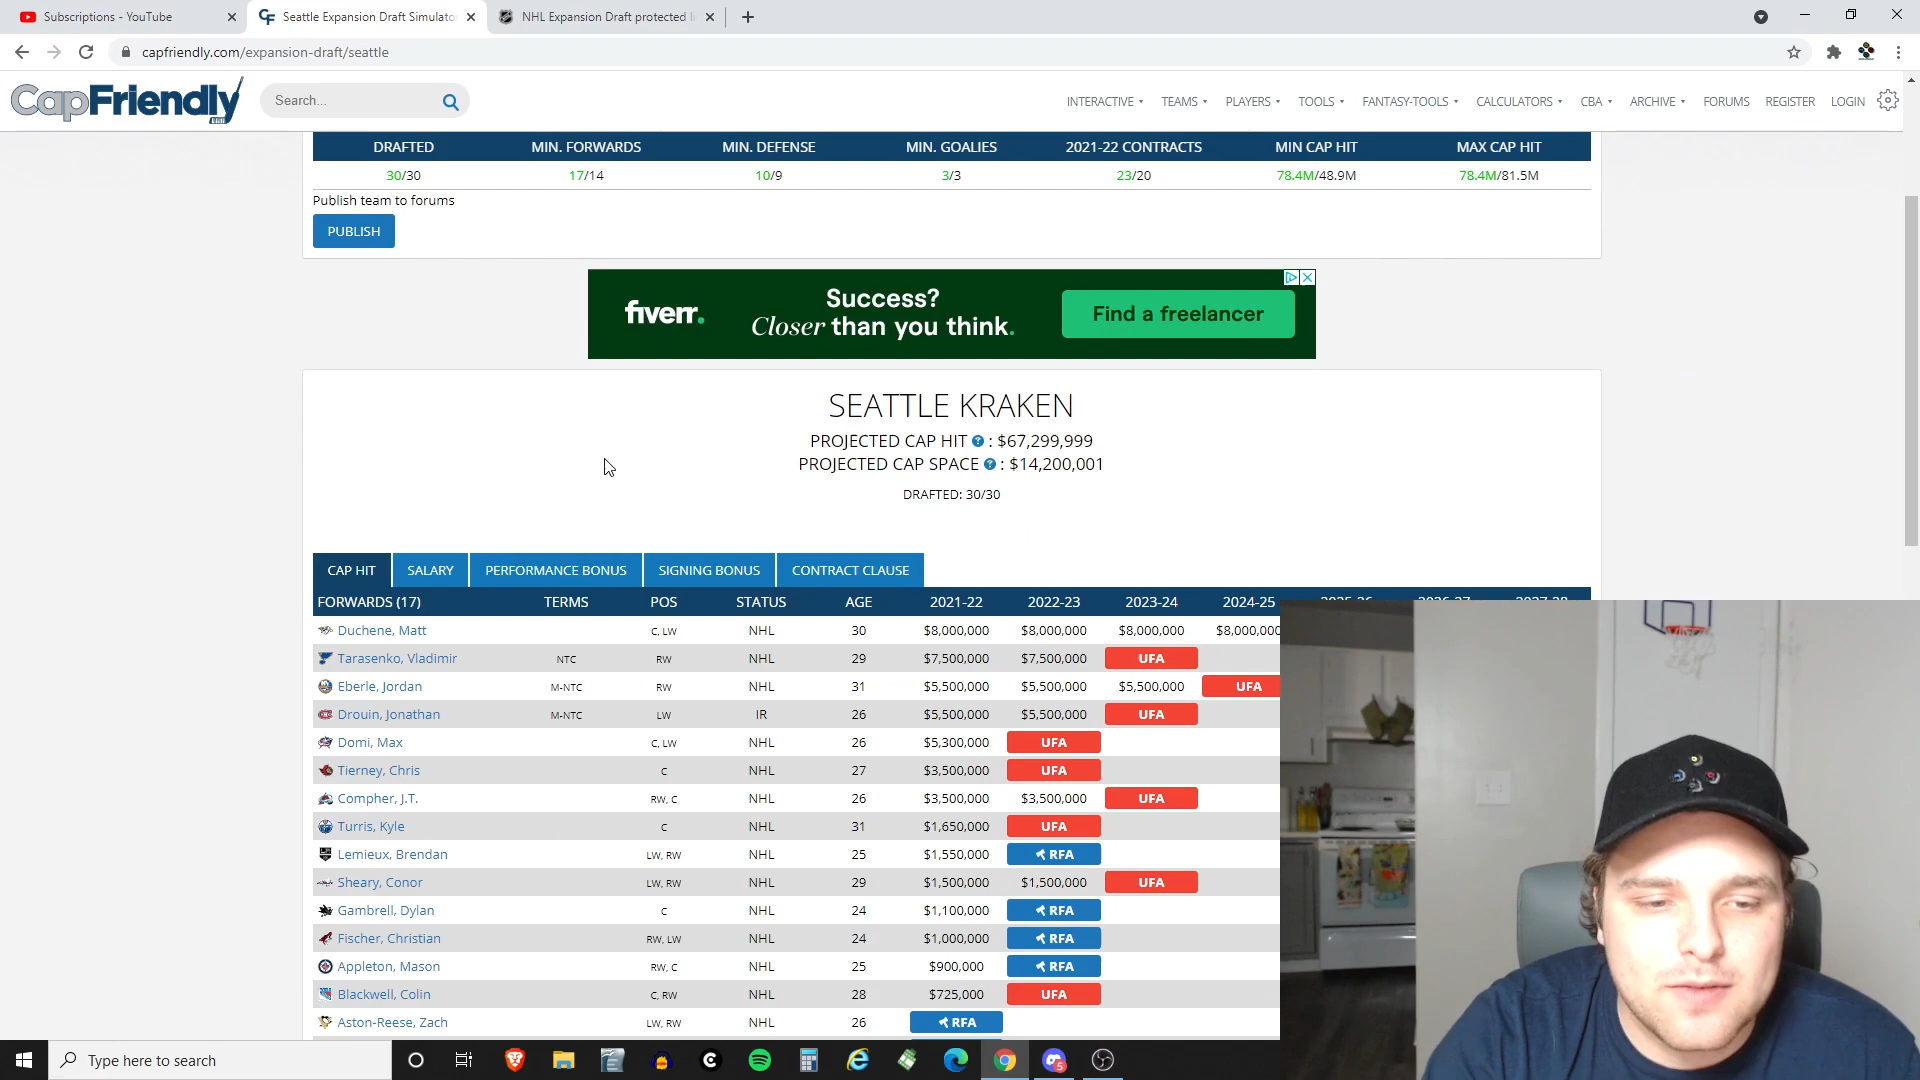 Subscriptions - YouTube
Seattle Expansion Draft Simulator
NHL Expansion Draft protected li
capfriendly.com/expansion-draft/seattle
CapFriendly
Search...
INTERACTIVE TEAMS PLAYERS TOOLS FANTASY-TOOLS CALCULATORS CBA ARCHIVE FORUMS REGISTER LOGIN
DRAFTED MIN. FORWARDS MIN. DEFENSE MIN. GOALIES 2021-22 CONTRACTS MIN CAP HIT MAX CAP HIT
30/30 17/14 10/9 3/3 23/20 78.4M/48.9M 78.4M/81.5M
Publish team to forums
PUBLISH
fiverr.
Success?
Closer than you think.
Find a freelancer
SEATTLE KRAKEN
PROJECTED CAP HIT ? : $67,299,999
PROJECTED CAP SPACE ? : $14,200,001
DRAFTED: 30/30
CAP HIT SALARY PERFORMANCE BONUS SIGNING BONUS CONTRACT CLAUSE
FORWARDS (17) TERMS POS STATUS AGE 2021-22 2022-23 2023-24 2024-25
Duchene, Matt C, LW NHL 30 $8,000,000 $8,000,000 $8,000,000 $8,000,000
Tarasenko, Vladimir NTC RW NHL 29 $7,500,000 $7,500,000 UFA
Eberle, Jordan M-NTC RW NHL 31 $5,500,000 $5,500,000 $5,500,000 UFA
Drouin, Jonathan M-NTC LW IR 26 $5,500,000 $5,500,000 UFA
Domi, Max C, LW NHL 26 $5,300,000 UFA
Tierney, Chris C NHL 27 $3,500,000 UFA
Compher, J.T. RW, C NHL 26 $3,500,000 $3,500,000 UFA
Turris, Kyle C NHL 31 $1,650,000 UFA
Lemieux, Brendan LW, RW NHL 25 $1,550,000 RFA
Sheary, Conor LW, RW NHL 29 $1,500,000 $1,500,000 UFA
Gambrell, Dylan C NHL 24 $1,100,000 RFA
Fischer, Christian RW, LW NHL 24 $1,000,000 RFA
Appleton, Mason RW, C NHL 25 $900,000 RFA
Blackwell, Colin C, RW NHL 28 $725,000 UFA
Aston-Reese, Zach LW, RW NHL 26 RFA
Type here to search